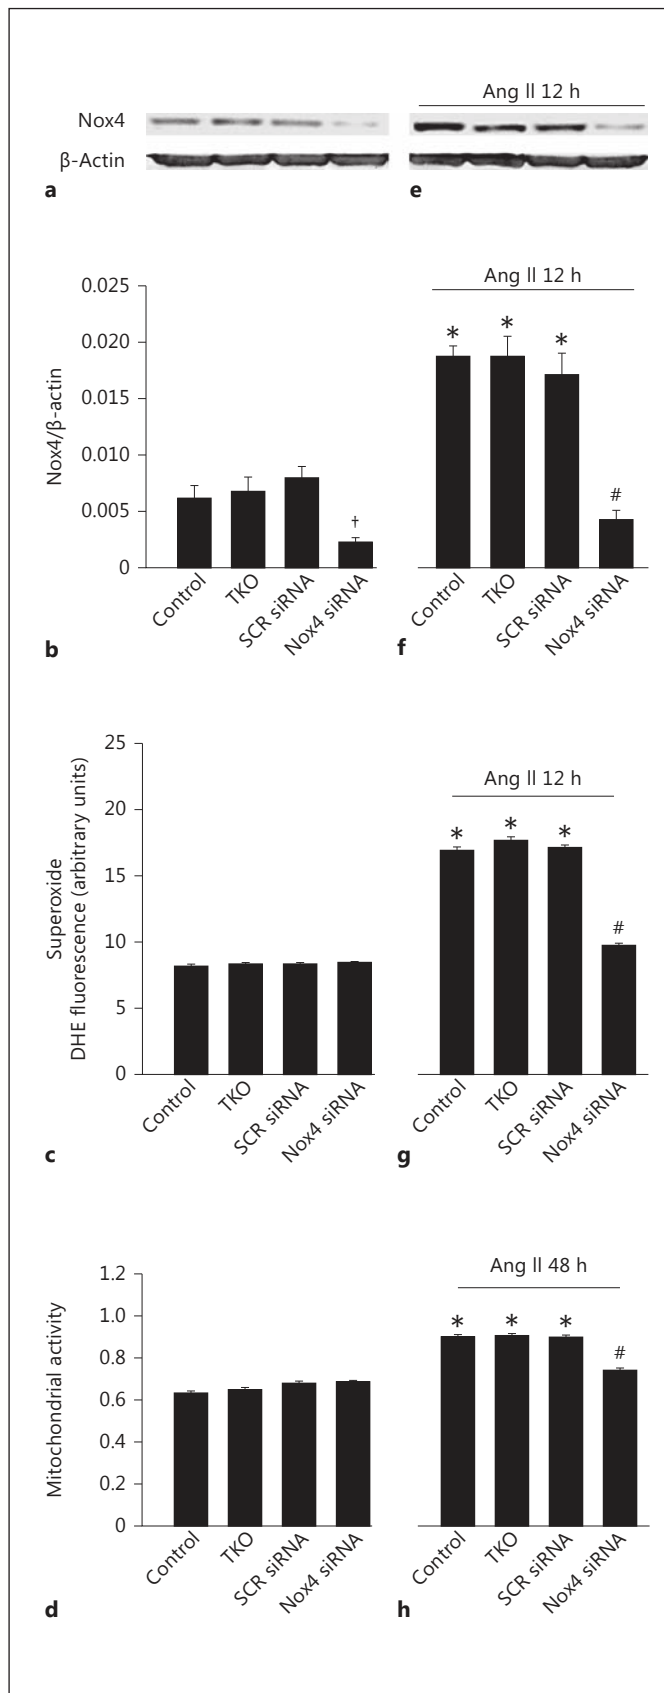 Ang II 12 h
Nox4
β-Actin
a
e
Ang II 12 h
Nox4/β-actin
0.025
0.020
0.015
0.010
0.005
0
* * * #
†
Control TKO SCR siRNA Nox4 siRNA
Control TKO SCR siRNA Nox4 siRNA
b
f
Superoxide
DHE fluorescence (arbitrary units)
25
20
15
10
5
0
Ang II 12 h
* * * #
Control TKO SCR siRNA Nox4 siRNA
Control TKO SCR siRNA Nox4 siRNA
c
g
Mitochondrial activity
1.2
1.0
0.8
0.6
0.4
0.2
0
Ang II 48 h
* * * #
Control TKO SCR siRNA Nox4 siRNA
Control TKO SCR siRNA Nox4 siRNA
d
h